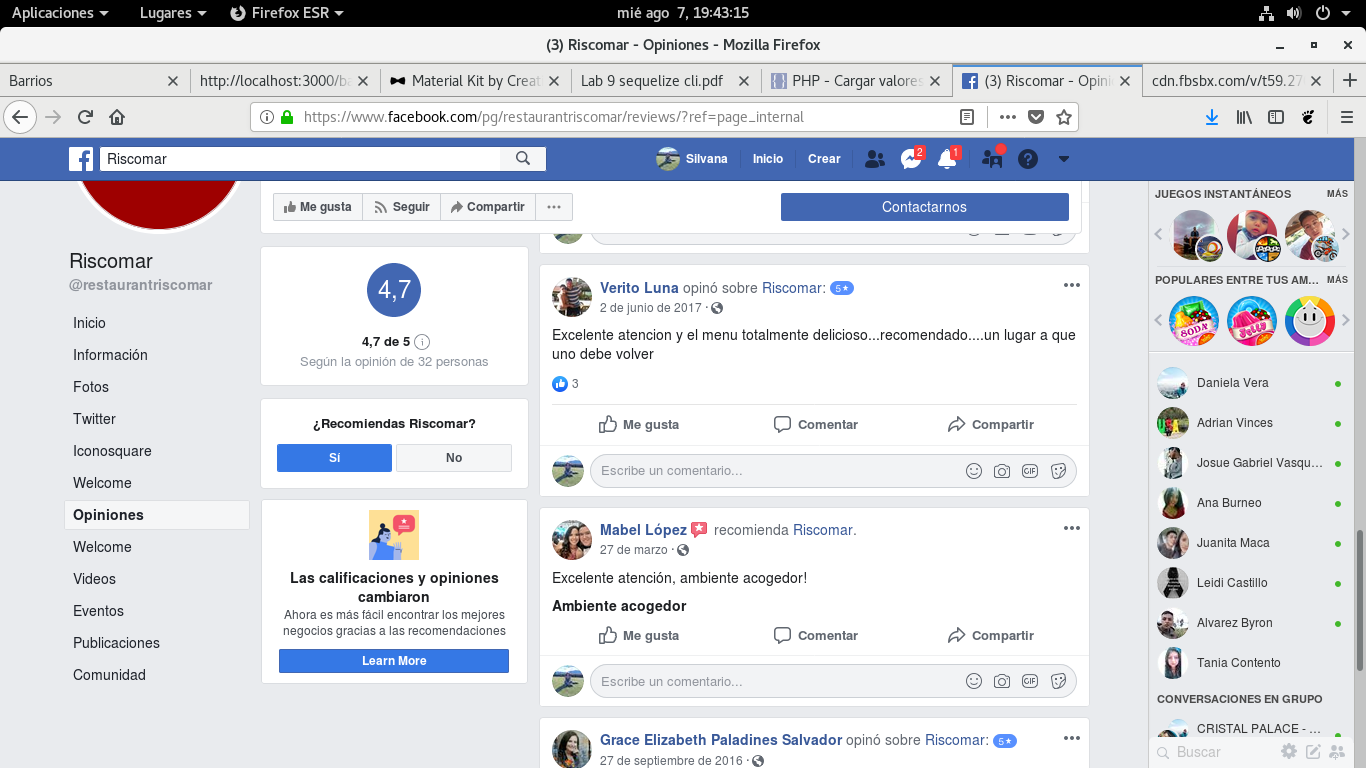 Aplicaciones Lugares Firefox ESR mié ago 7, 19:43:15
(3) Riscomar - Opiniones - Mozilla Firefox
Barrios http://localhost:3000/ba Material Kit by Creat Lab 9 sequelize cli.pdf PHP - Cargar valores (3) Riscomar - Opini cdn.fbsbx.com/v/t59.27
https://www.facebook.com/pg/restaurantriscomar/reviews/?ref=page_internal
Riscomar
Silvana Inicio Crear 2 1
Me gusta Seguir Compartir
Contactarnos
Riscomar
@restaurantriscomar
Inicio
Información
Fotos
Twitter
Iconosquare
Welcome
Opiniones
Welcome
Videos
Eventos
Publicaciones
Comunidad
4,7
4,7 de 5
Según la opinión de 32 personas
¿Recomiendas Riscomar?
Sí No
Las calificaciones y opiniones
cambiaron
Ahora es más fácil encontrar los mejores
negocios gracias a las recomendaciones
Learn More
Verito Luna opinó sobre Riscomar: 5★
2 de junio de 2017 ·
Excelente atencion y el menu totalmente delicioso...recomendado....un lugar a que
uno debe volver
3
Me gusta Comentar Compartir
Escribe un comentario... GIF
Mabel López recomienda Riscomar.
27 de marzo ·
Excelente atención, ambiente acogedor!
Ambiente acogedor
Me gusta Comentar Compartir
Escribe un comentario... GIF
Grace Elizabeth Paladines Salvador opinó sobre Riscomar: 5★
27 de septiembre de 2016 ·
JUEGOS INSTANTÁNEOS MÁS
POPULARES ENTRE TUS AM... MÁS
SODA Jelly
Daniela Vera
Adrian Vinces
Josue Gabriel Vasqu...
Ana Burneo
Juanita Maca
Leidi Castillo
Alvarez Byron
Tania Contento
CONVERSACIONES EN GRUPO
CRISTAL PALACE - ...
Buscar